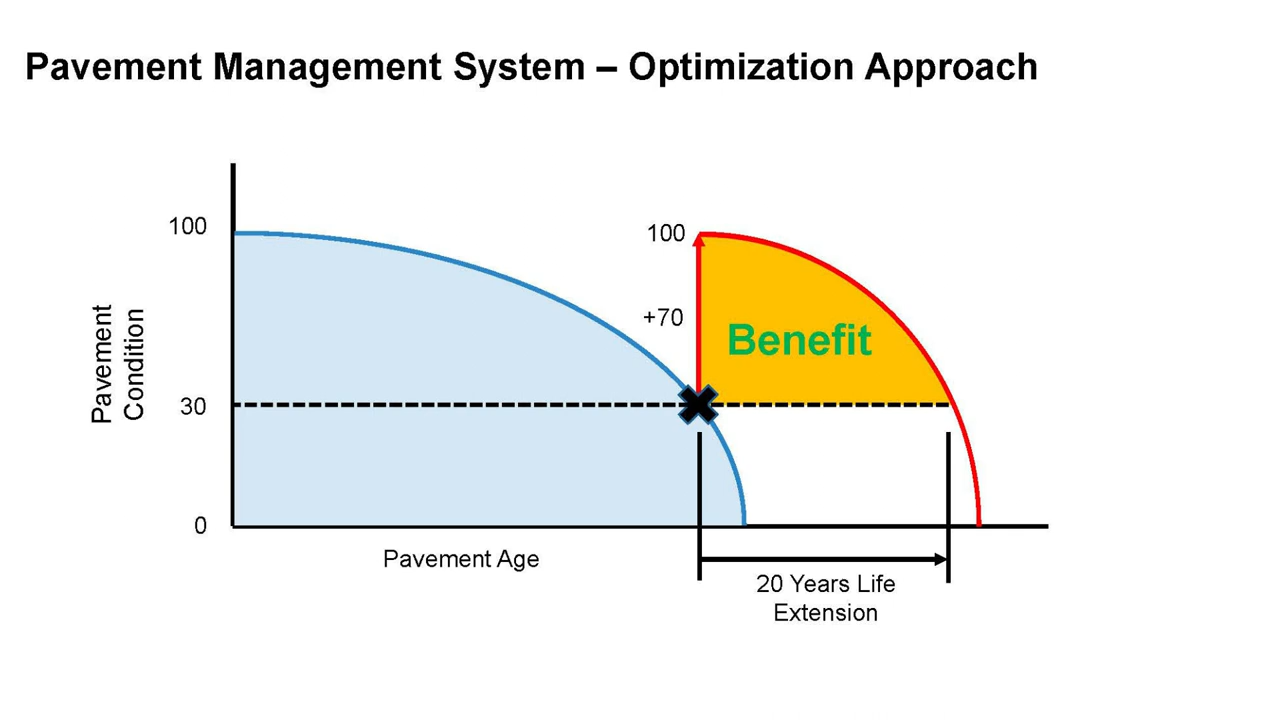 Pavement Management System – Optimization Approach
100
100
+70
Benefit
Pavement
Condition
30
0
Pavement Age
20 Years Life
Extension